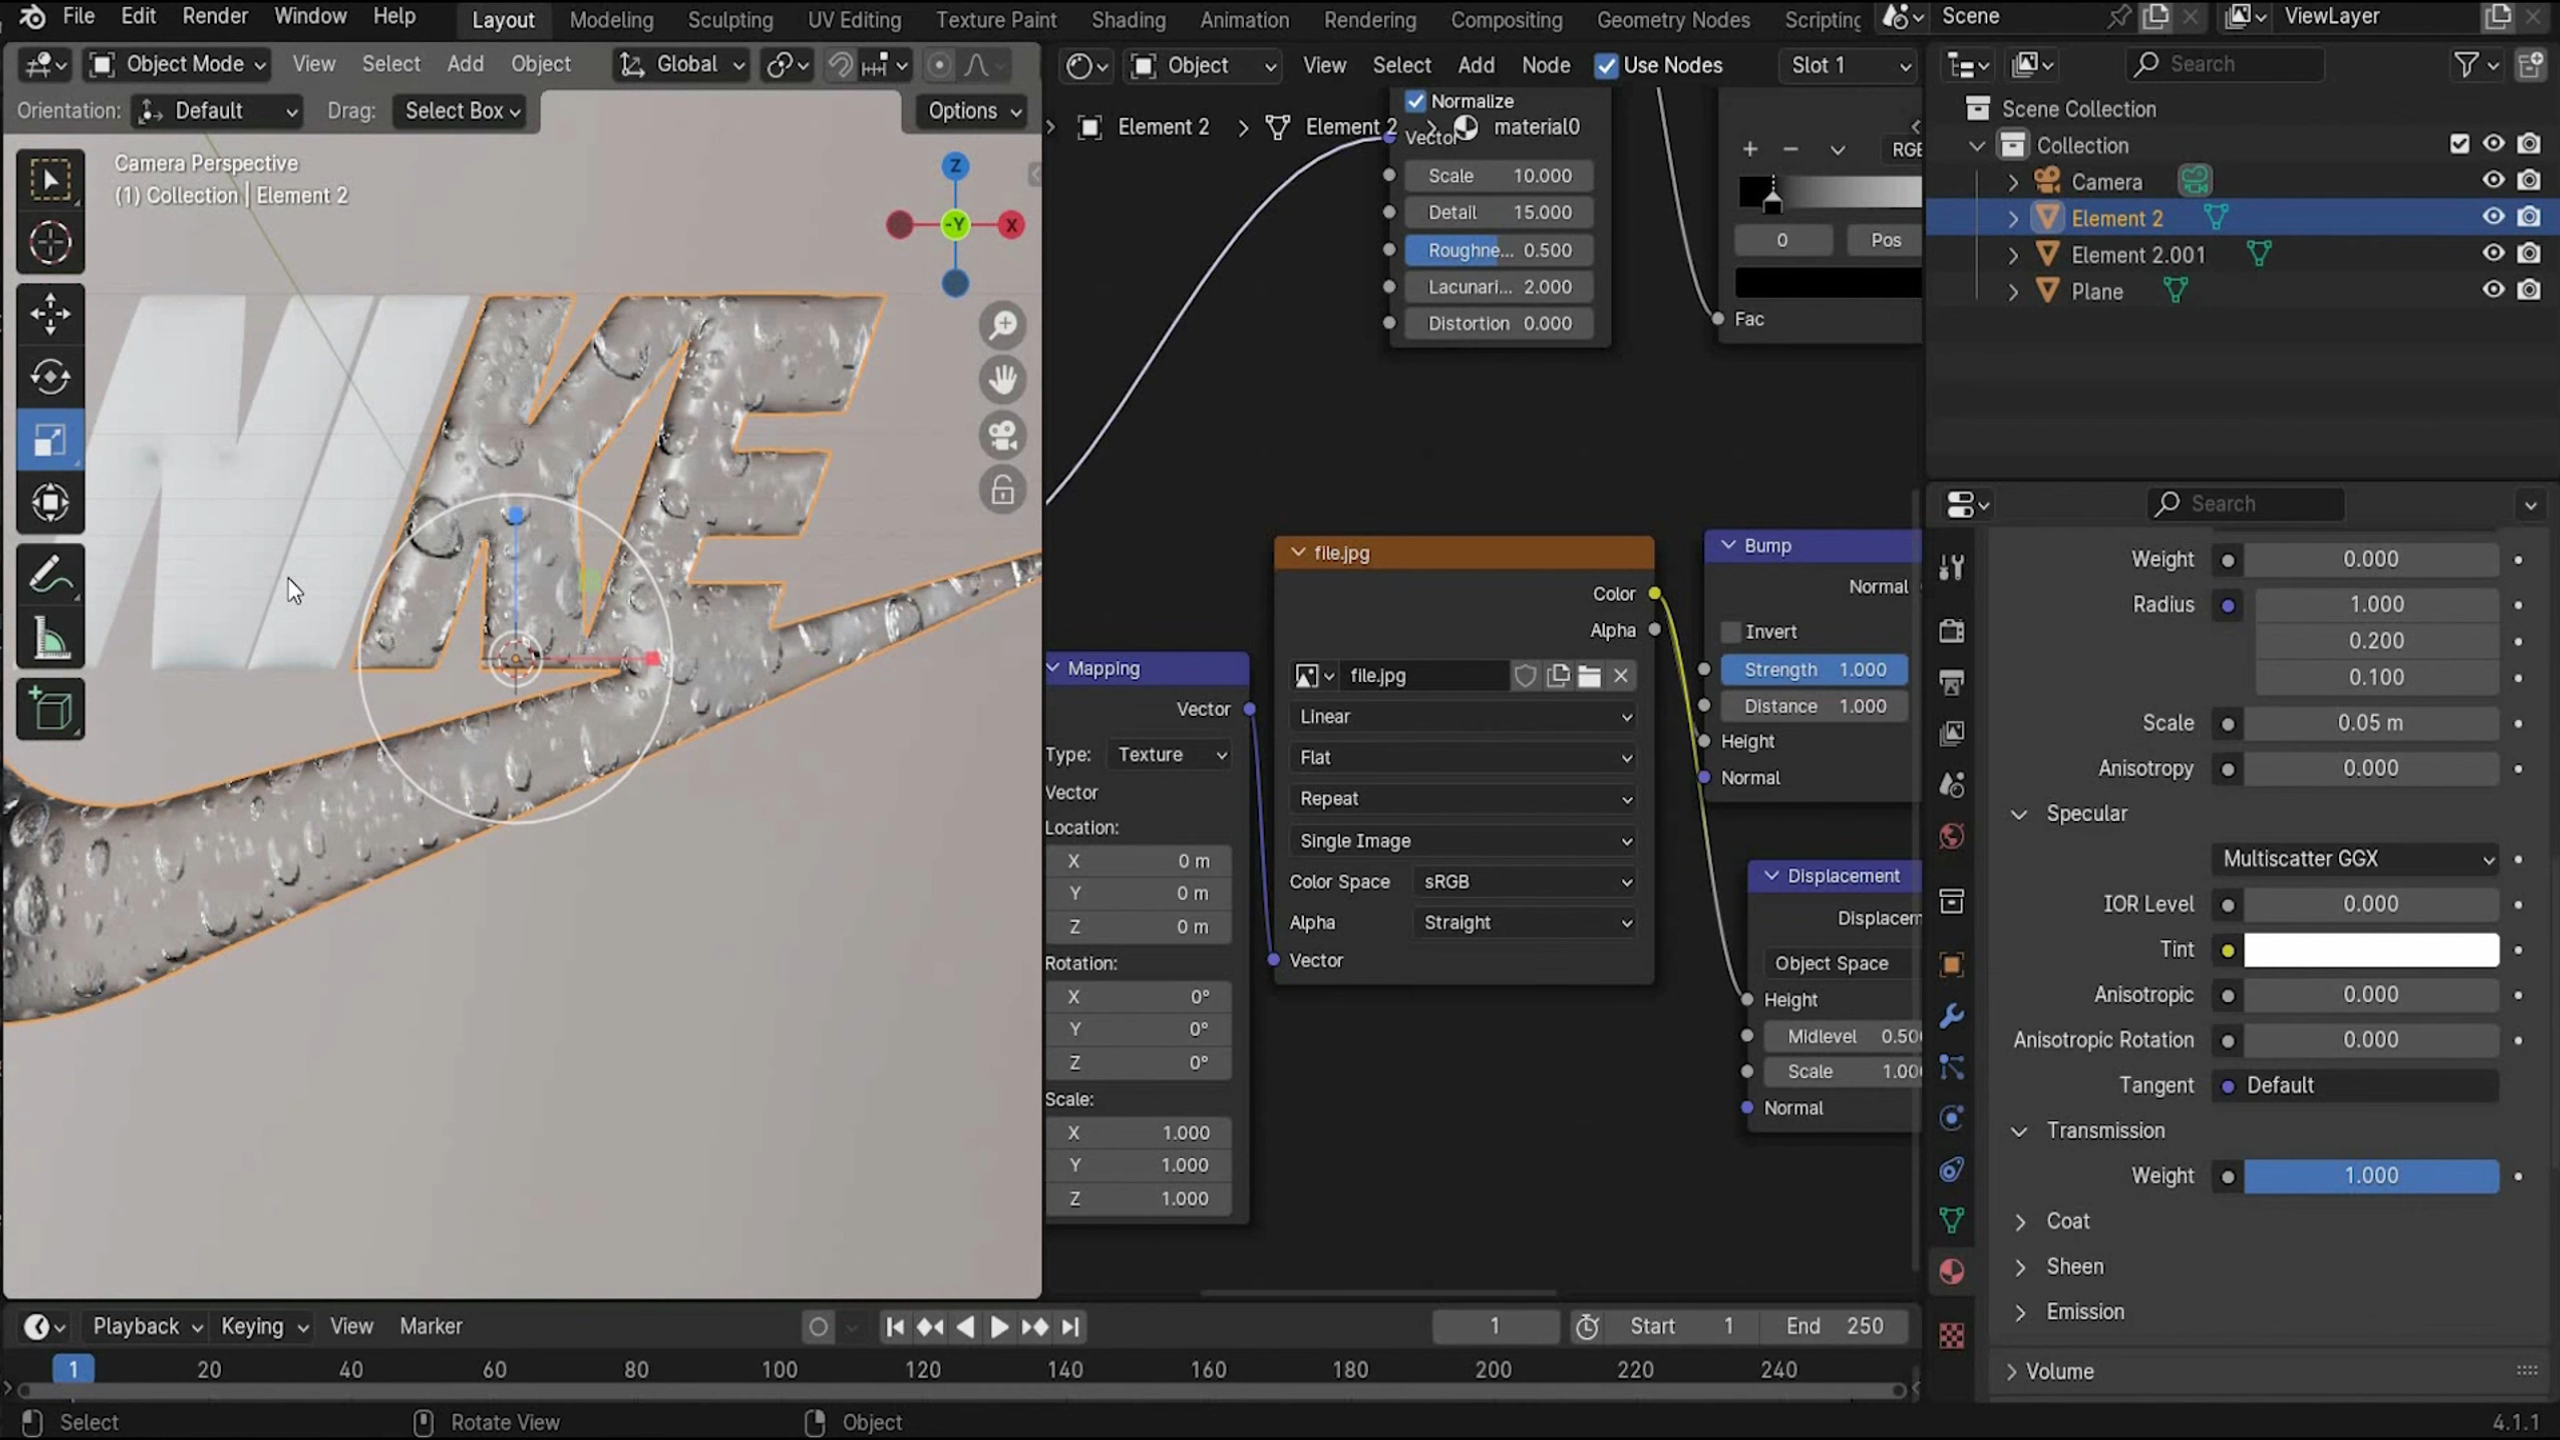 File Edit Render Window Help Layout Modeling Sculpting UV Editing Texture Paint Shading Animation Rendering Compositing Geometry Nodes Scripting Scene ViewLayer
Object Mode View Select Add Object Global
Orientation: Default Drag: Select Box Options
Camera Perspective
(1) Collection | Element 2
Z
-Y
X
NIKE
Object View Select Add Node Use Nodes Slot 1
Normalize
Element 2 > Element 2 > material0
Vector
Scale 10.000
Detail 15.000
Roughne... 0.500
Lacunari... 2.000
Distortion 0.000
RGB
0 Pos
Fac
Mapping
Vector
Type: Texture
Vector
Location:
X 0 m
Y 0 m
Z 0 m
Rotation:
X 0°
Y 0°
Z 0°
Scale:
X 1.000
Y 1.000
Z 1.000
file.jpg
Color
Alpha
file.jpg
Linear
Flat
Repeat
Single Image
Color Space sRGB
Alpha Straight
Vector
Bump
Normal
Invert
Strength 1.000
Distance 1.000
Height
Normal
Displacement
Displacem
Object Space
Height
Midlevel 0.500
Scale 1.000
Normal
Search
Scene Collection
Collection
Camera
Element 2
Element 2.001
Plane
Search
Weight 0.000
Radius 1.000
0.200
0.100
Scale 0.05 m
Anisotropy 0.000
Specular
Multiscatter GGX
IOR Level 0.000
Tint
Anisotropic 0.000
Anisotropic Rotation 0.000
Tangent Default
Transmission
Weight 1.000
Coat
Sheen
Emission
Volume
Playback Keying View Marker 1 Start 1 End 250
1 20 40 60 80 100 120 140 160 180 200 220 240
Select Rotate View Object 4.1.1